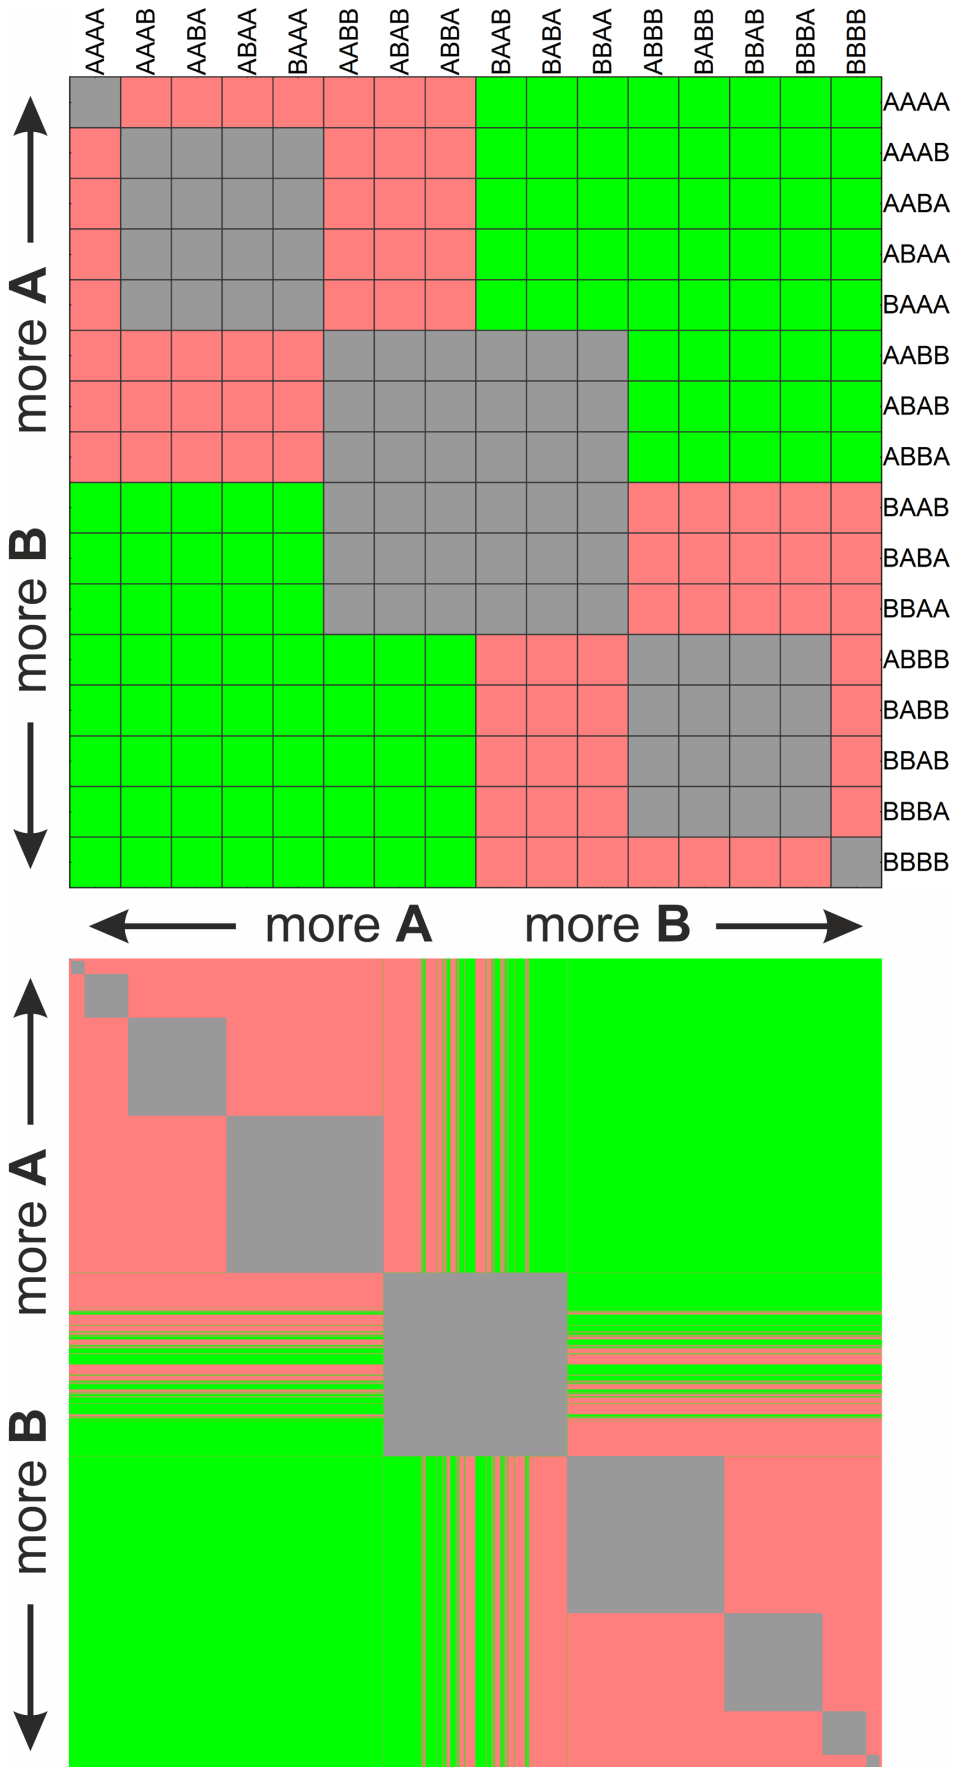 AAAA AAAB AABA ABAA BAAA AABB ABAB ABBA BAAB BABA BBAA ABBB BABB BBAB BBBA BBBB
AAAA
AAAB
AABA
ABAA
BAAA
AABB
ABAB
ABBA
BAAB
BABA
BBAA
ABBB
BABB
BBAB
BBBA
BBBB
more A
more B
more A more B
more A
more B